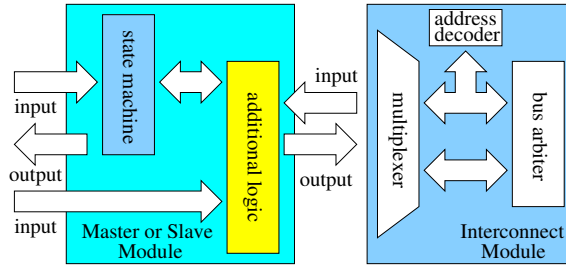 input
output
input
state machine
additional logic
Master or Slave
Module
input
output
multiplexer
address
decoder
bus arbiter
Interconnect
Module